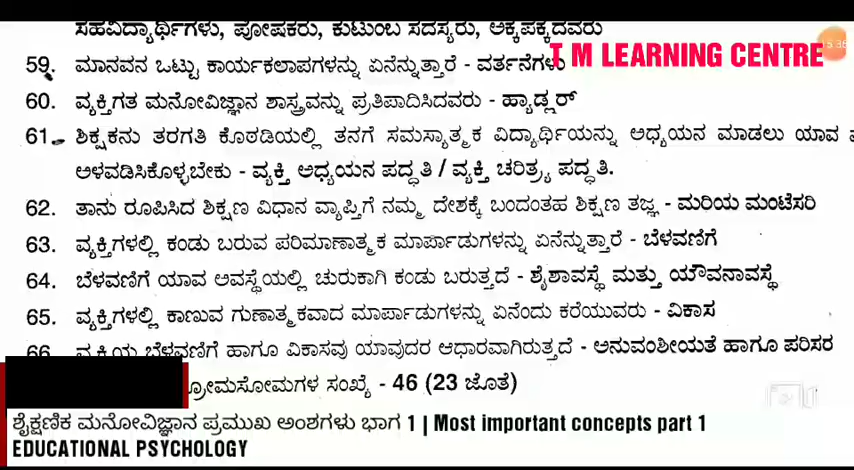 ಸಹವಿದ್ಯಾರ್ಥಿಗಳು, ಪೋಷಕರು, ಕುಟುಂಬ ಸದಸ್ಯರು, ಅಕ್ಕಪಕ್ಕದವರು
T M LEARNING CENTRE
59. ಮಾನವನ ಒಟ್ಟು ಕಾರ್ಯಕಲಾಪಗಳನ್ನು ಏನೆನ್ನುತ್ತಾರೆ - ವರ್ತನೆಗಳು
60. ವ್ಯಕ್ತಿಗತ ಮನೋವಿಜ್ಞಾನ ಶಾಸ್ತ್ರವನ್ನು ಪ್ರತಿಪಾದಿಸಿದವರು - ಹ್ಯಾಡ್ಲರ್
61. ಶಿಕ್ಷಕನು ತರಗತಿ ಕೊಠಡಿಯಲ್ಲಿ ತನಗೆ ಸಮಸ್ಯಾತ್ಮಕ ವಿದ್ಯಾರ್ಥಿಯನ್ನು ಅಧ್ಯಯನ ಮಾಡಲು ಯಾವ
ಅಳವಡಿಸಿಕೊಳ್ಳಬೇಕು - ವ್ಯಕ್ತಿ ಅಧ್ಯಯನ ಪದ್ಧತಿ / ವ್ಯಕ್ತಿ ಚರಿತ್ರ್ಯ ಪದ್ಧತಿ.
62. ತಾನು ರೂಪಿಸಿದ ಶಿಕ್ಷಣ ವಿಧಾನ ವ್ಯಾಪ್ತಿಗೆ ನಮ್ಮ ದೇಶಕ್ಕೆ ಬಂದಂತಹ ಶಿಕ್ಷಣ ತಜ್ಞ - ಮರಿಯ ಮಂಟೆಸರಿ
63. ವ್ಯಕ್ತಿಗಳಲ್ಲಿ ಕಂಡು ಬರುವ ಪರಿಮಾಣಾತ್ಮಕ ಮಾರ್ಪಾಡುಗಳನ್ನು ಏನೆನ್ನುತ್ತಾರೆ - ಬೆಳವಣಿಗೆ
64. ಬೆಳವಣಿಗೆ ಯಾವ ಅವಸ್ಥೆಯಲ್ಲಿ ಚುರುಕಾಗಿ ಕಂಡು ಬರುತ್ತದೆ - ಶೈಶಾವಸ್ಥೆ ಮತ್ತು ಯೌವನಾವಸ್ಥೆ
65. ವ್ಯಕ್ತಿಗಳಲ್ಲಿ ಕಾಣುವ ಗುಣಾತ್ಮಕವಾದ ಮಾರ್ಪಾಡುಗಳನ್ನು ಏನೆಂದು ಕರೆಯುವರು - ವಿಕಾಸ
66. ವ್ಯಕ್ತಿಯ ಬೆಳವಣಿಗೆ ಹಾಗೂ ವಿಕಾಸವು ಯಾವುದರ ಆಧಾರವಾಗಿರುತ್ತದೆ - ಅನುವಂಶೀಯತೆ ಹಾಗೂ ಪರಿಸರ
ಸಂಖ್ಯೆ - 46 (23 ಜೊತೆ)
ಶೈಕ್ಷಣಿಕ ಮನೋವಿಜ್ಞಾನ ಪ್ರಮುಖ ಅಂಶಗಳು ಭಾಗ 1 | Most important concepts part 1
EDUCATIONAL PSYCHOLOGY